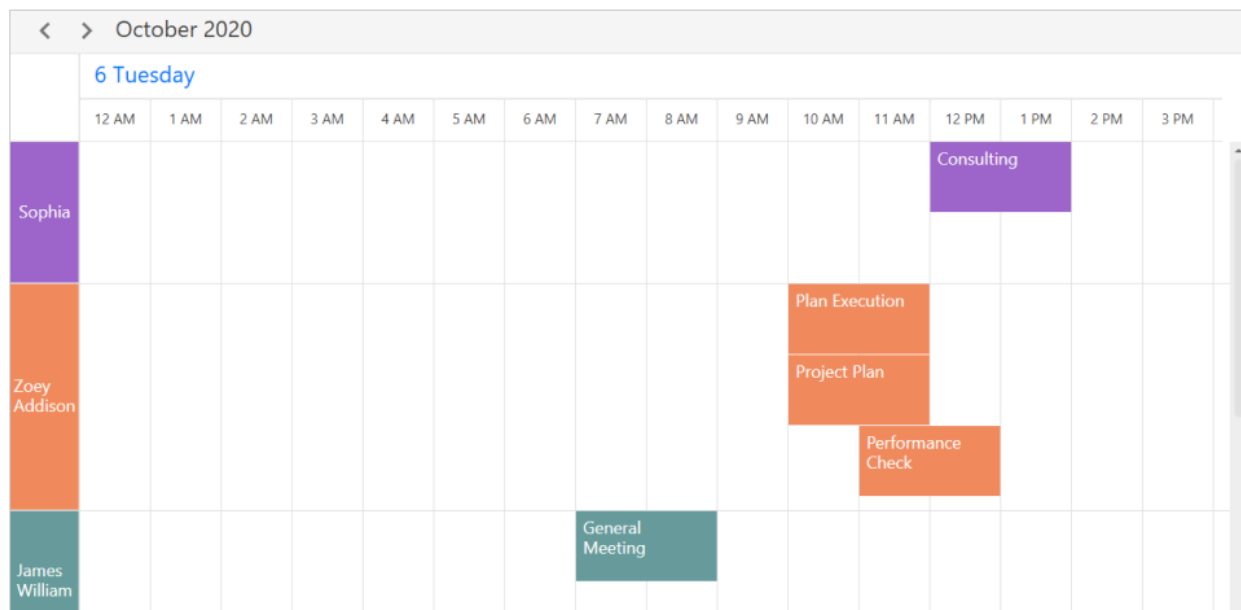 October 2020
6 Tuesday
12 AM 1 AM 2 AM 3 AM 4 AM 5 AM 6 AM 7 AM 8 AM 9 AM 10 AM 11 AM 12 PM 1 PM 2 PM 3 PM
Consulting
Sophia
Plan Execution
Project Plan
Zoey
Addison
Performance
Check
General
Meeting
James
William